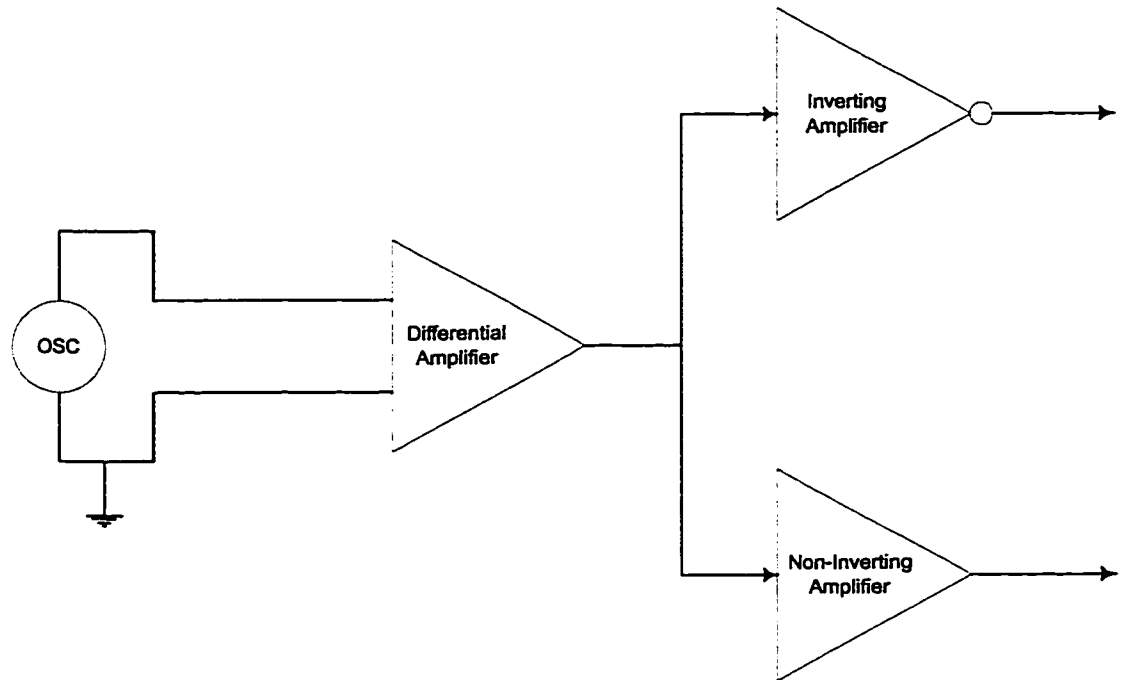 Inverting
Amplifier
OSC
Differential
Amplifier
Non-Inverting
Amplifier